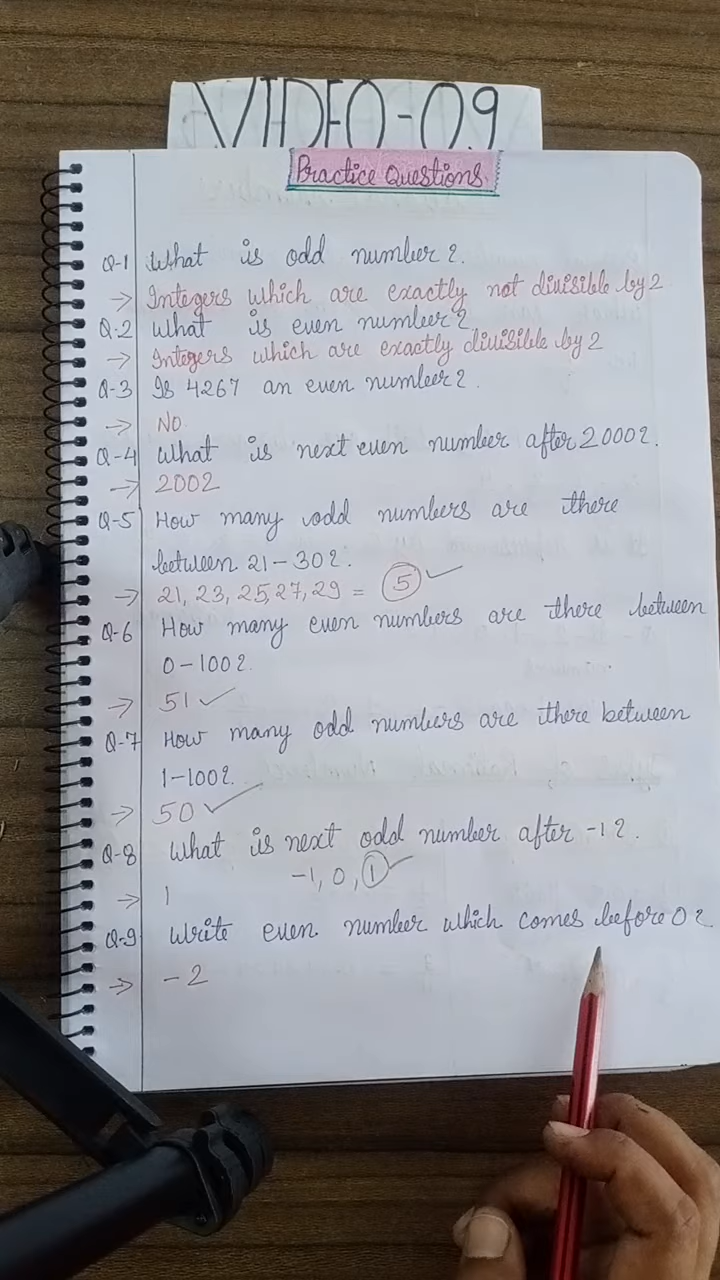 VIDEO-09
Practice Questions
Q-1 What is odd number?
→ Integers which are exactly not divisible by 2
Q-2 What is even number?
→ Integers which are exactly divisible by 2
Q-3 Is 4267 an even number?
→ No
Q-4 What is next even number after 2000?
→ 2002
Q-5 How many odd numbers are there
between 21-30?
→ 21, 23, 25, 27, 29 = 5 ✓
Q-6 How many even numbers are there between
0-100?
→ 51 ✓
Q-7 How many odd numbers are there between
1-100?
→ 50 ✓
Q-8 What is next odd number after -1?
-1, 0, 1 ✓
→ 1
Q-9 Write even number which comes before 0?
→ -2